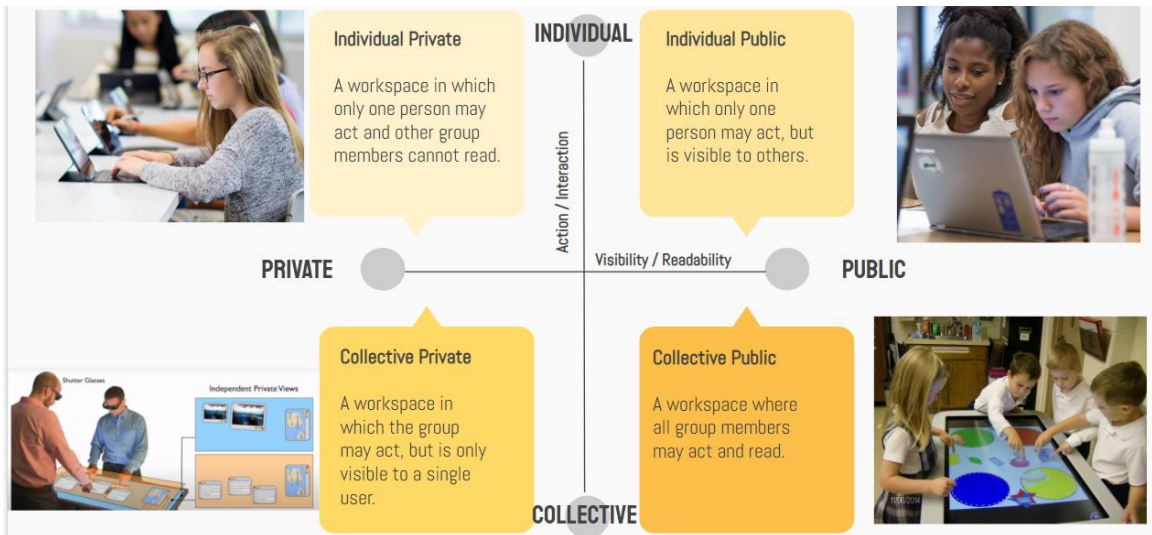 INDIVIDUAL
Individual Private
A workspace in which
only one person may
act and other group
members cannot read.
Individual Public
A workspace in
which only one
person may act, but
is visible to others.
Action / Interaction
Visibility / Readability
PRIVATE
PUBLIC
Shutter Glasses
Independent Private Views
Collective Private
A workspace in
which the group
may act, but is only
visible to a single
user.
Collective Public
A workspace where
all group members
may act and read.
COLLECTIVE